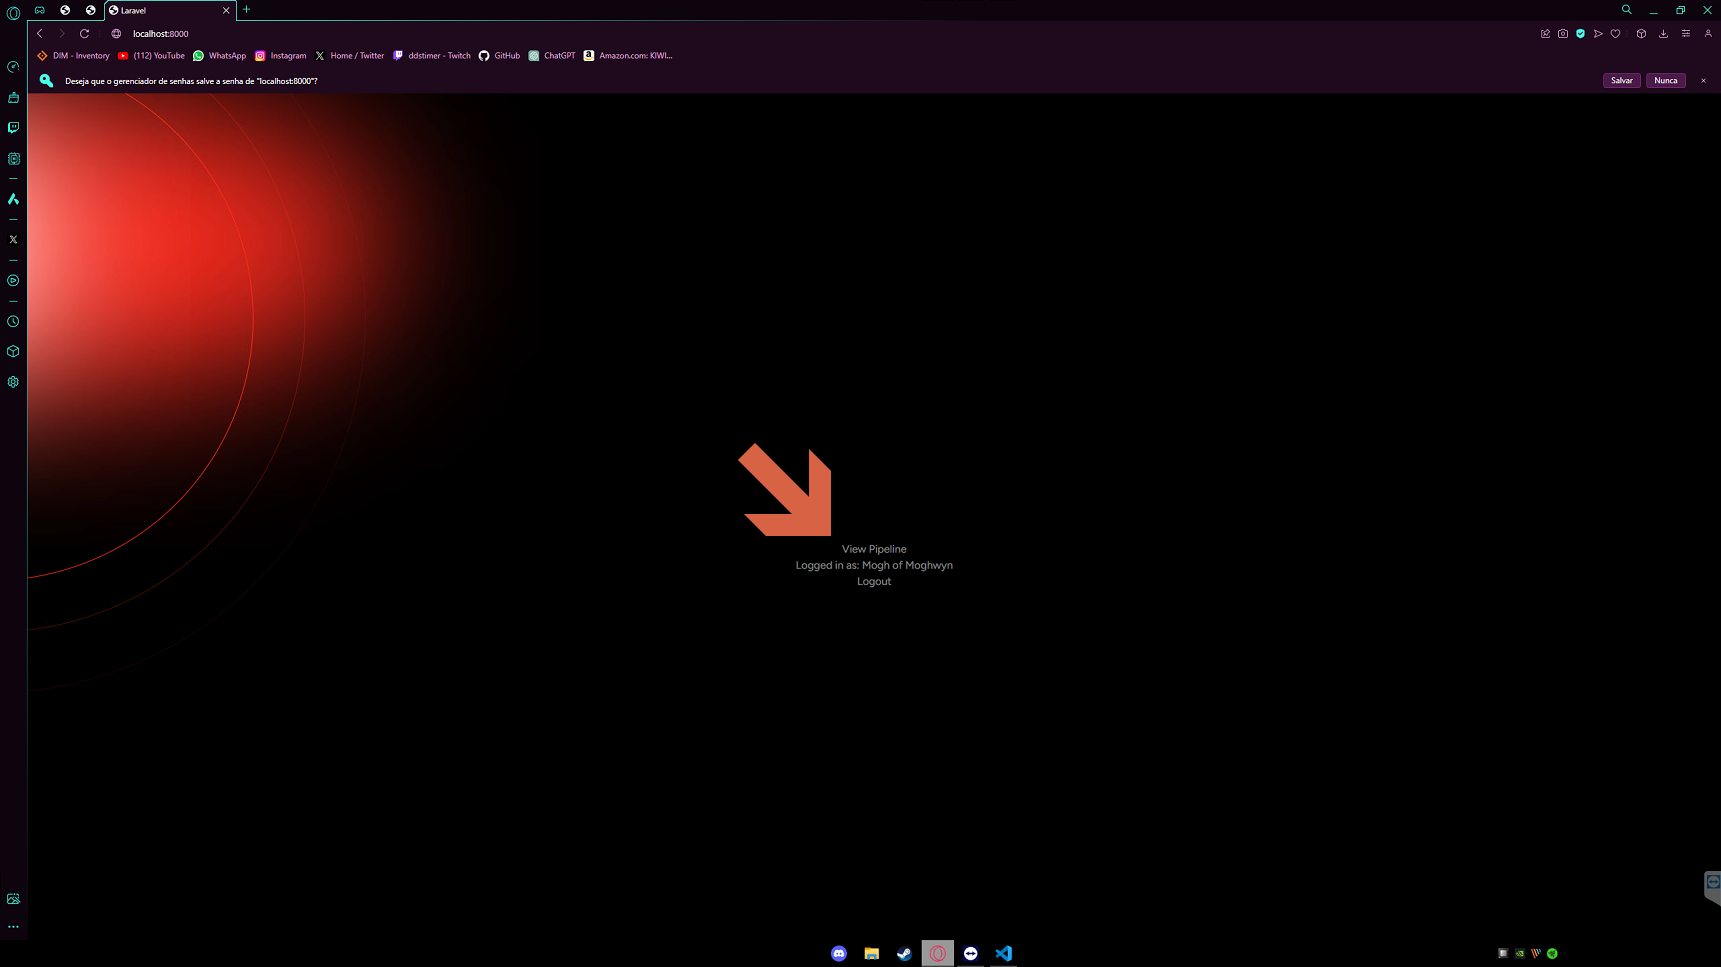 Laravel
localhost:8000
DIM - Inventory
(112) YouTube
WhatsApp
Instagram
Home / Twitter
ddstimer - Twitch
GitHub
ChatGPT
Amazon.com: KIWI...
Deseja que o gerenciador de senhas salve a senha de "localhost:8000"?
Salvar
Nunca
View Pipeline
Logged in as: Mogh of Moghwyn
Logout